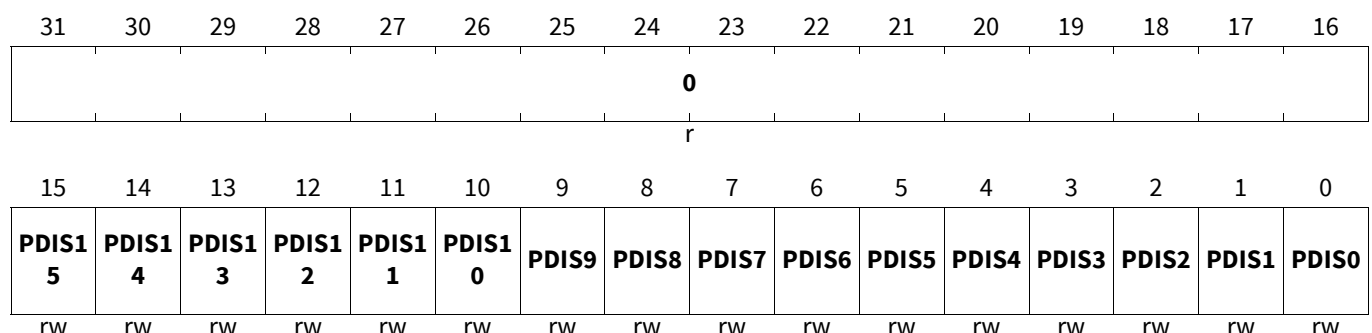 31 30 29 28 27 26 25 24 23 22 21 20 19 18 17 16
0
r
15 14 13 12 11 10 9 8 7 6 5 4 3 2 1 0
PDIS1 PDIS1 PDIS1 PDIS1 PDIS1 PDIS1 PDIS9 PDIS8 PDIS7 PDIS6 PDIS5 PDIS4 PDIS3 PDIS2 PDIS1 PDIS0
5 4 3 2 1 0
rw rw rw rw rw rw rw rw rw rw rw rw rw rw rw rw